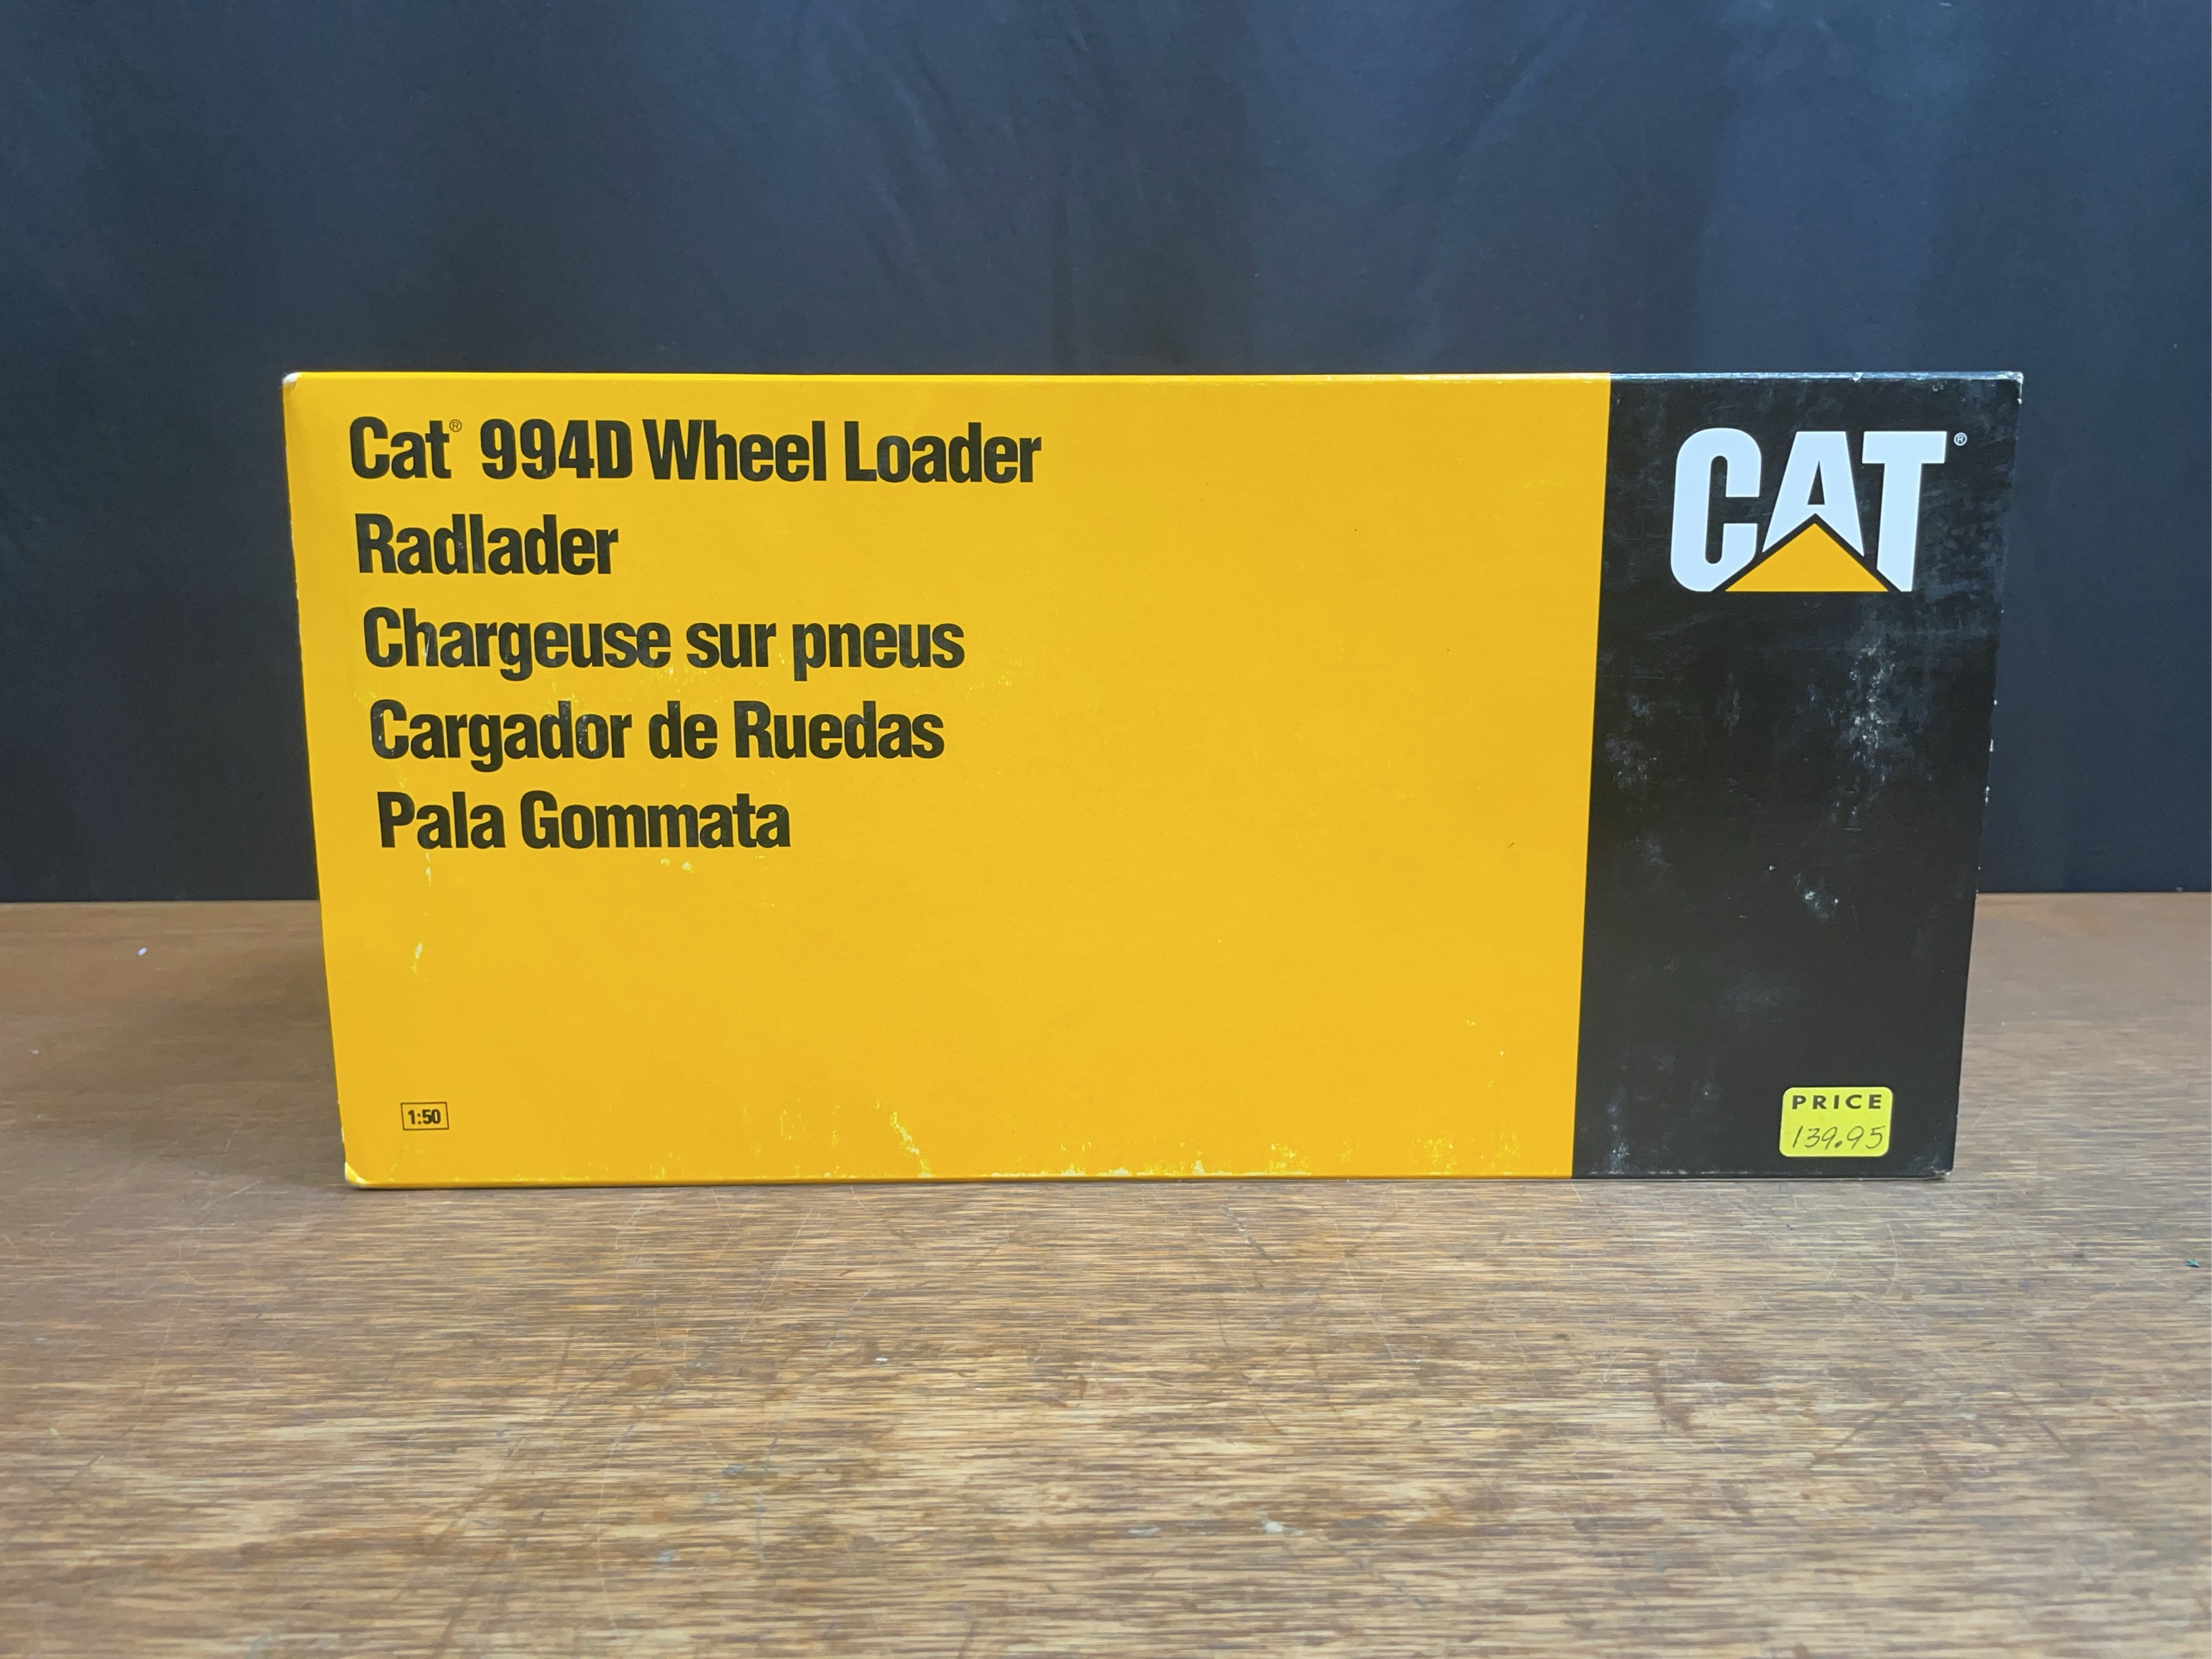 Cat® 994D Wheel Loader
Radlader
Chargeuse sur pneus
Cargador de Ruedas
Pala Gommata
1:50
CAT®
PRICE
139.95